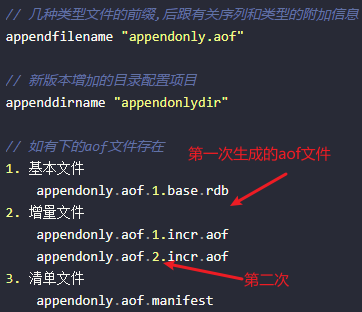 // 几种类型文件的前缀,后跟有关序列和类型的附加信息
appendfilename "appendonly.aof"
// 新版本增加的目录配置项目
appenddirname "appendonlydir"
// 如有下的aof文件存在
1. 基本文件
appendonly.aof.1.base.rdb
第一次生成的aof文件
2. 增量文件
appendonly.aof.1.incr.aof
appendonly.aof.2.incr.aof
第二次
3. 清单文件
appendonly.aof.manifest